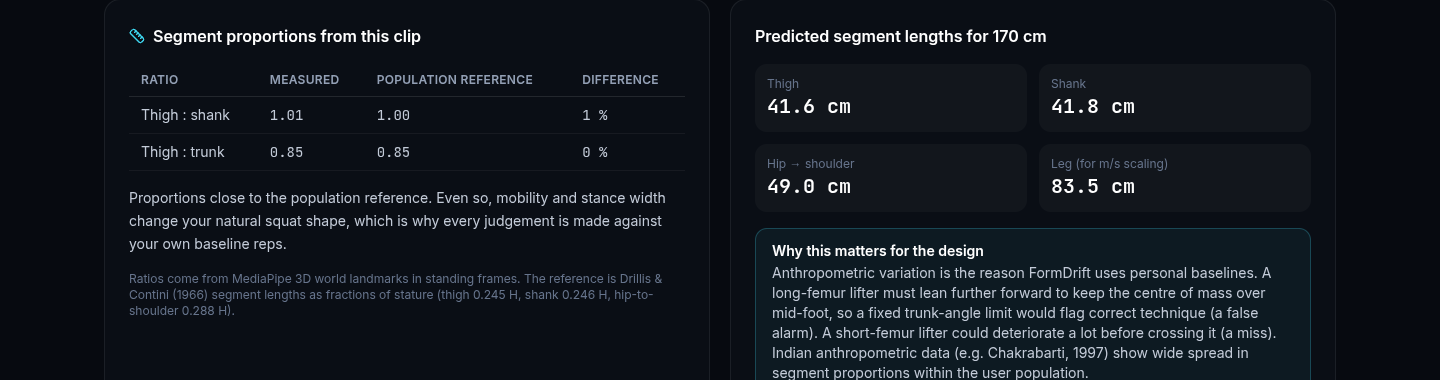 Segment proportions from this clip
RATIO MEASURED POPULATION REFERENCE DIFFERENCE
Thigh : shank 1.01 1.00 1 %
Thigh : trunk 0.85 0.85 0 %
Proportions close to the population reference. Even so, mobility and stance width
change your natural squat shape, which is why every judgement is made against
your own baseline reps.
Ratios come from MediaPipe 3D world landmarks in standing frames. The reference is Drillis &
Contini (1966) segment lengths as fractions of stature (thigh 0.245 H, shank 0.246 H, hip-to-
shoulder 0.288 H).
Predicted segment lengths for 170 cm
Thigh
41.6 cm
Shank
41.8 cm
Hip → shoulder
49.0 cm
Leg (for m/s scaling)
83.5 cm
Why this matters for the design
Anthropometric variation is the reason FormDrift uses personal baselines. A
long-femur lifter must lean further forward to keep the centre of mass over
mid-foot, so a fixed trunk-angle limit would flag correct technique (a false
alarm). A short-femur lifter could deteriorate a lot before crossing it (a miss).
Indian anthropometric data (e.g. Chakrabarti, 1997) show wide spread in
segment proportions within the user population.